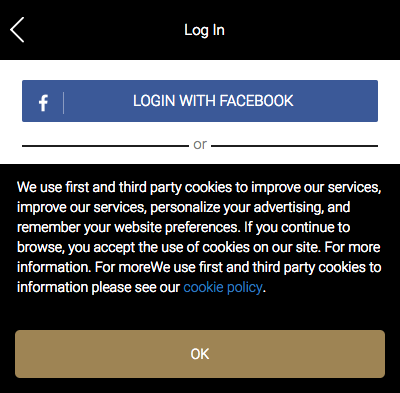 Log In
LOGIN WITH FACEBOOK
or
We use first and third party cookies to improve our services,
improve our services, personalize your advertising, and
remember your website preferences. If you continue to
browse, you accept the use of cookies on our site. For more
information. For moreWe use first and third party cookies to
information please see our cookie policy.
OK